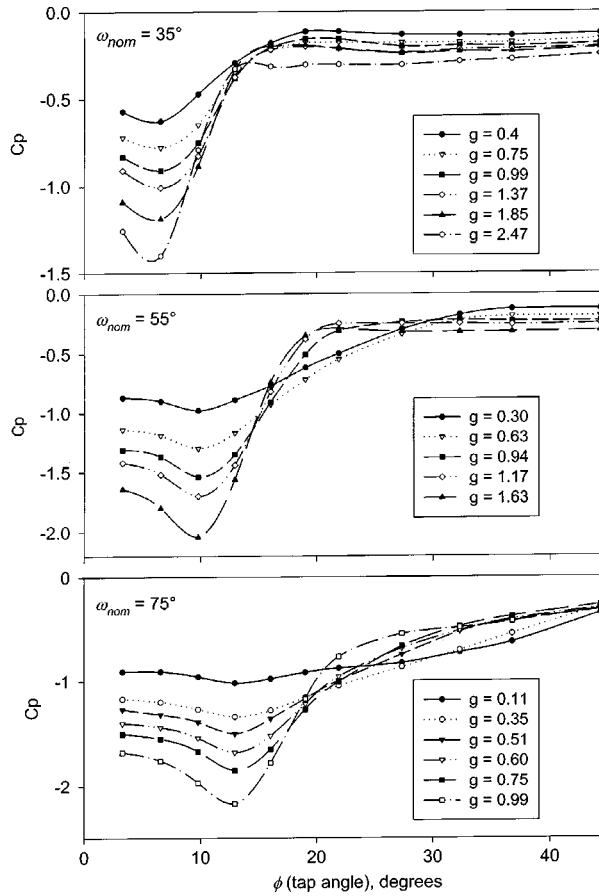 0.0
ω_nom = 35°
-0.5
Cp
-1.0
-1.5
g = 0.4
g = 0.75
g = 0.99
g = 1.37
g = 1.85
g = 2.47
0.0
ω_nom = 55°
-0.5
-1.0
-1.5
-2.0
g = 0.30
g = 0.63
g = 0.94
g = 1.17
g = 1.63
0
ω_nom = 75°
Cp
-1
-2
g = 0.11
g = 0.35
g = 0.51
g = 0.60
g = 0.75
g = 0.99
0 10 20 30 40
ϕ (tap angle), degrees